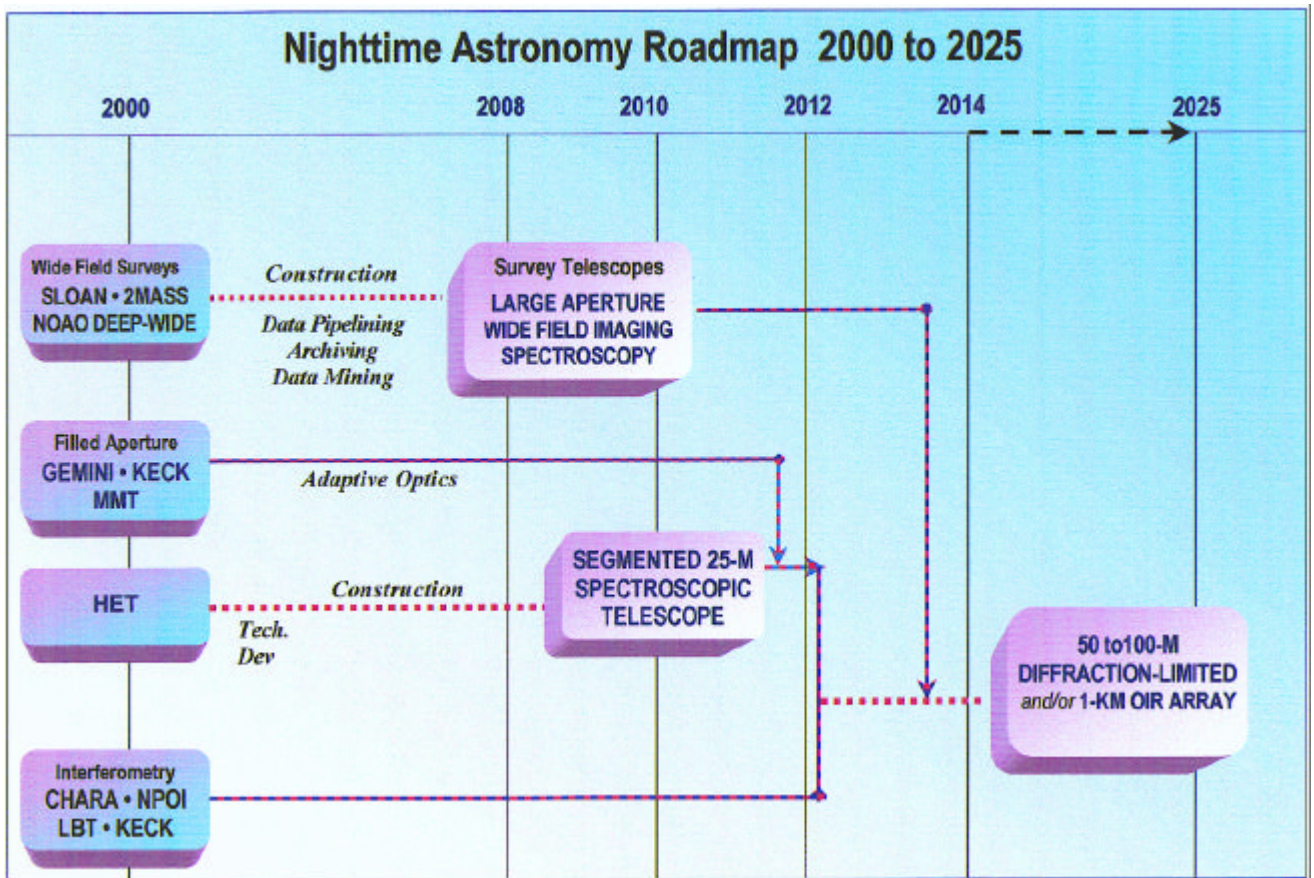 Nighttime Astronomy Roadmap 2000 to 2025
2000
2008
2010
2012
2014
2025
Wide Field Surveys
SLOAN • 2MASS
NOAO DEEP-WIDE
Construction
Data Pipelining
Archiving
Data Mining
Survey Telescopes
LARGE APERTURE
WIDE FIELD IMAGING
SPECTROSCOPY
Filled Aperture
GEMINI • KECK
MMT
Adaptive Optics
HET
Construction
Tech.
Dev
SEGMENTED 25-M
SPECTROSCOPIC
TELESCOPE
50 to100-M
DIFFRACTION-LIMITED
and/or 1-KM OIR ARRAY
Interferometry
CHARA • NPOI
LBT • KECK